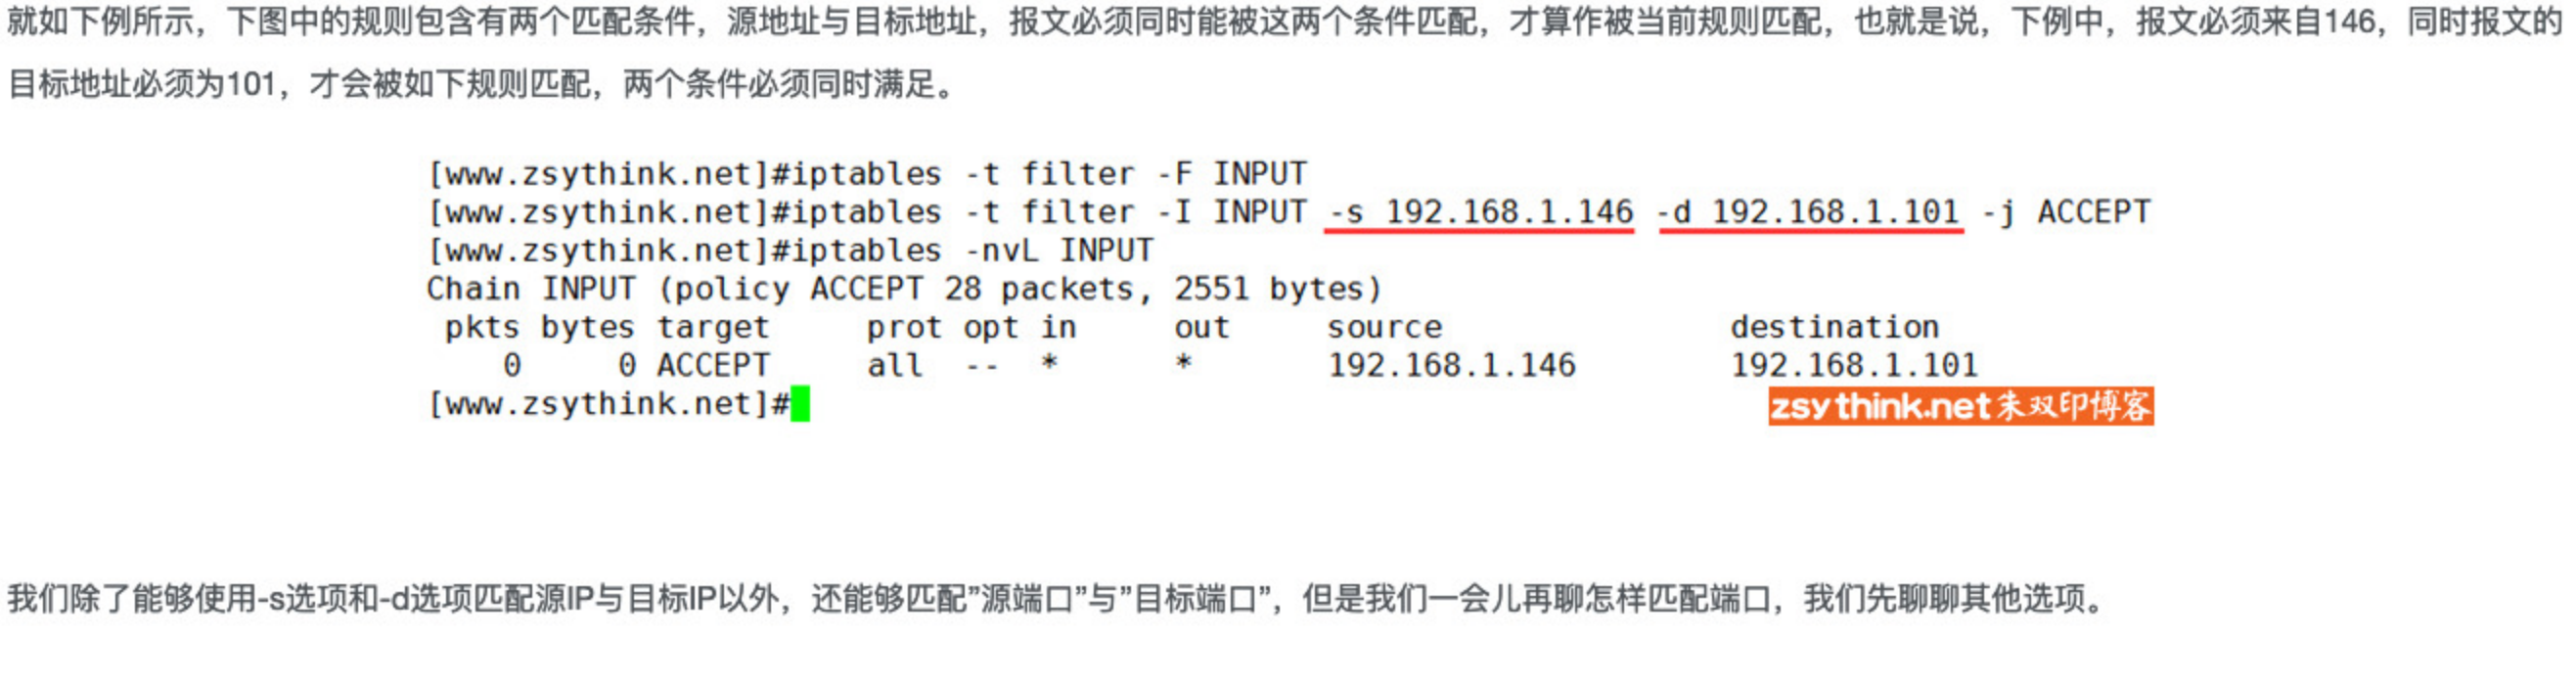 就如下例所示，下图中的规则包含有两个匹配条件，源地址与目标地址，报文必须同时能被这两个条件匹配，才算作被当前规则匹配，也就是说，下例中，报文必须来自146，同时报文的
目标地址必须为101，才会被如下规则匹配，两个条件必须同时满足。
[www.zsythink.net]#iptables -t filter -F INPUT
[www.zsythink.net]#iptables -t filter -I INPUT -s 192.168.1.146 -d 192.168.1.101 -j ACCEPT
[www.zsythink.net]#iptables -nvL INPUT
Chain INPUT (policy ACCEPT 28 packets, 2551 bytes)
pkts bytes target prot opt in out source destination
0 0 ACCEPT all -- * * 192.168.1.146 192.168.1.101
[www.zsythink.net]#
zsythink.net朱双印博客
我们除了能够使用-s选项和-d选项匹配源IP与目标IP以外，还能够匹配”源端口”与”目标端口”，但是我们一会儿再聊怎样匹配端口，我们先聊聊其他选项。